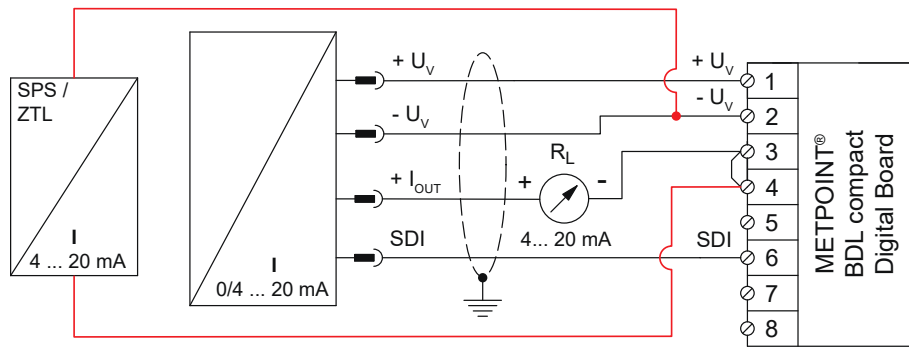 SPS /
ZTL
I
4 ... 20 mA
I
0/4 ... 20 mA
+ U_V
- U_V
+ I_OUT
SDI
R_L
+ -
4... 20 mA
+ U_V
- U_V
SDI
1
2
3
4
5
6
7
8
METPOINT®
BDL compact
Digital Board